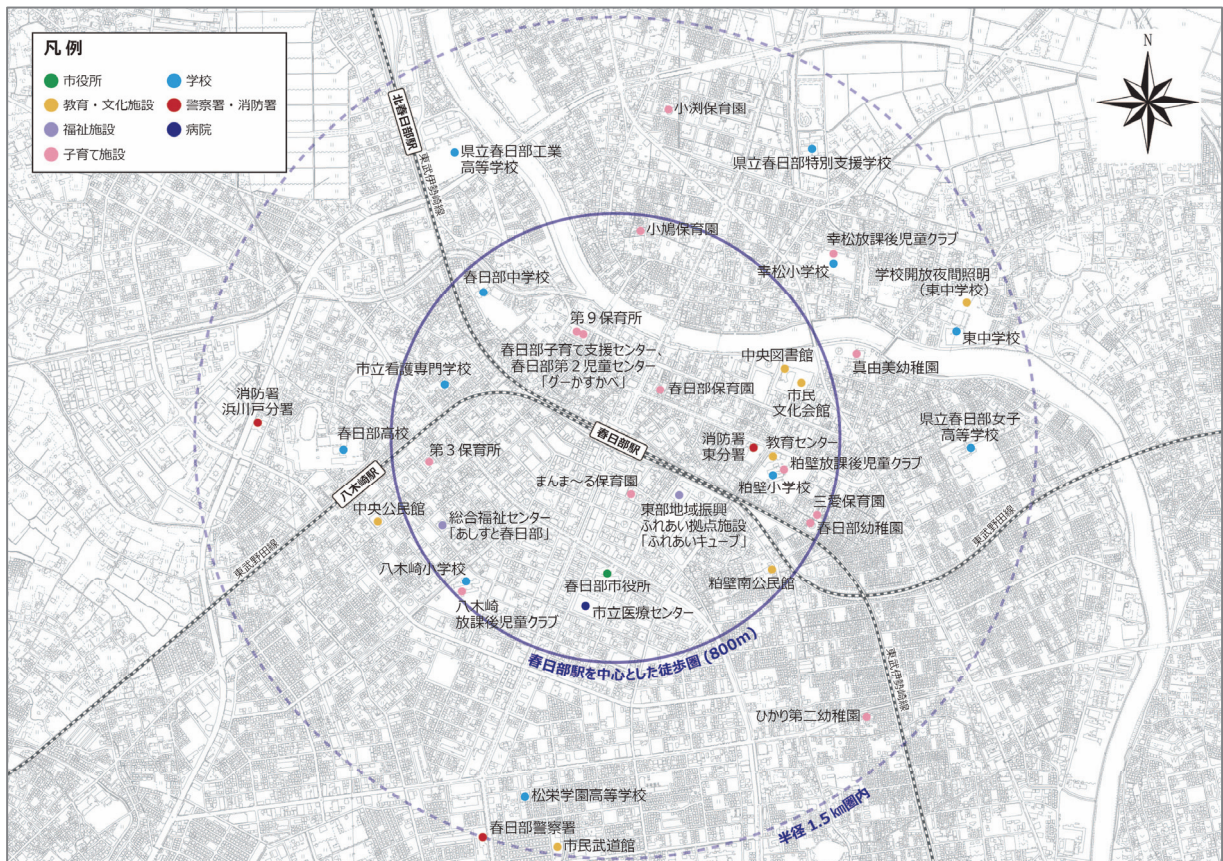 凡例
市役所
学校
教育・文化施設
警察署・消防署
福祉施設
病院
子育て施設
N
小渕保育園
北春日部駅
東武伊勢崎線
県立春日部工業
高等学校
県立春日部特別支援学校
小鳩保育園
幸松放課後児童クラブ
幸松小学校
学校開放夜間照明
(東中学校)
春日部中学校
東中学校
第9保育所
春日部子育て支援センター、
春日部第2児童センター
「グーかすかべ」
中央図書館
真由美幼稚園
市立看護専門学校
春日部保育園
市民
文化会館
消防署
浜川戸分署
春日部高校
春日部駅
消防署
東分署
教育センター
県立春日部女子
高等学校
第3保育所
粕壁放課後児童クラブ
粕壁小学校
八木崎駅
まんま~る保育園
三愛保育園
春日部幼稚園
中央公民館
総合福祉センター
「あしすと春日部」
東部地域振興
ふれあい拠点施設
「ふれあいキューブ」
東武野田線
東武野田線
八木崎小学校
春日部市役所
粕壁南公民館
八木崎
放課後児童クラブ
市立医療センター
春日部駅を中心とした徒歩圏(800m)
東武伊勢崎線
ひかり第二幼稚園
松栄学園高等学校
半径1.5㎞圏内
春日部警察署
市民武道館